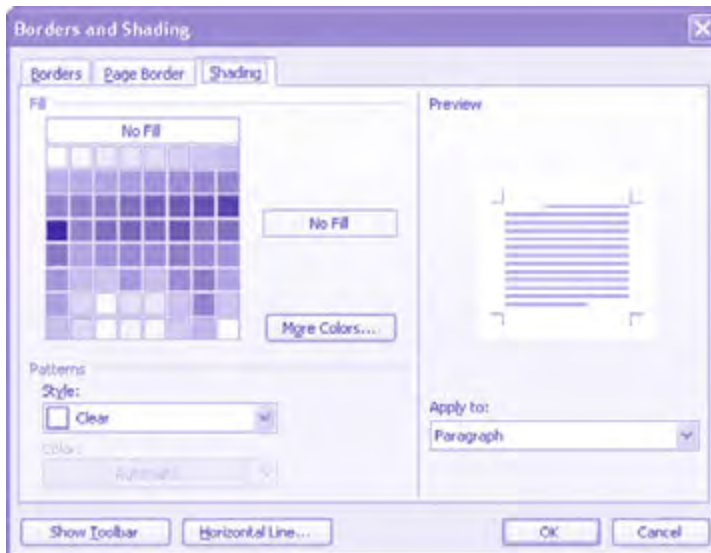 Borders and Shading
Borders
Page Border
Shading
Fill
No Fill
No Fill
More Colors...
Patterns
Style:
Clear
Color:
Automatic
Preview
Apply to:
Paragraph
Show Toolbar
Horizontal Line...
OK
Cancel